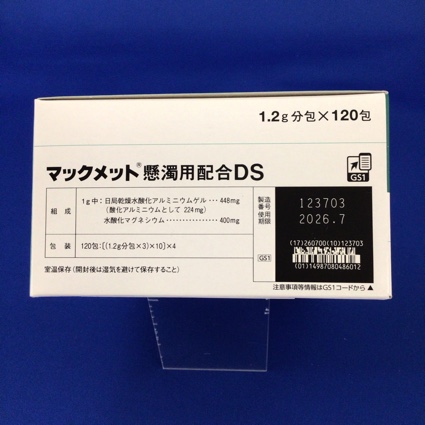 1.2g分包×120包
マックメット®懸濁用配合DS
GS1
組成
1g中:日局乾燥水酸化アルミニウムゲル‥‥448mg
(酸化アルミニウムとして 224mg)
水酸化マグネシウム‥‥‥‥‥‥‥400mg
包装
120包:[(1.2g分包×3)×10]×4
室温保存(開封後は湿気を避けて保存すること)
製造番号
使用期限
123703
2026.7
GS1
(17)260700(10)123703
(01)14987080486012
注意事項等情報はGS1コードから▲